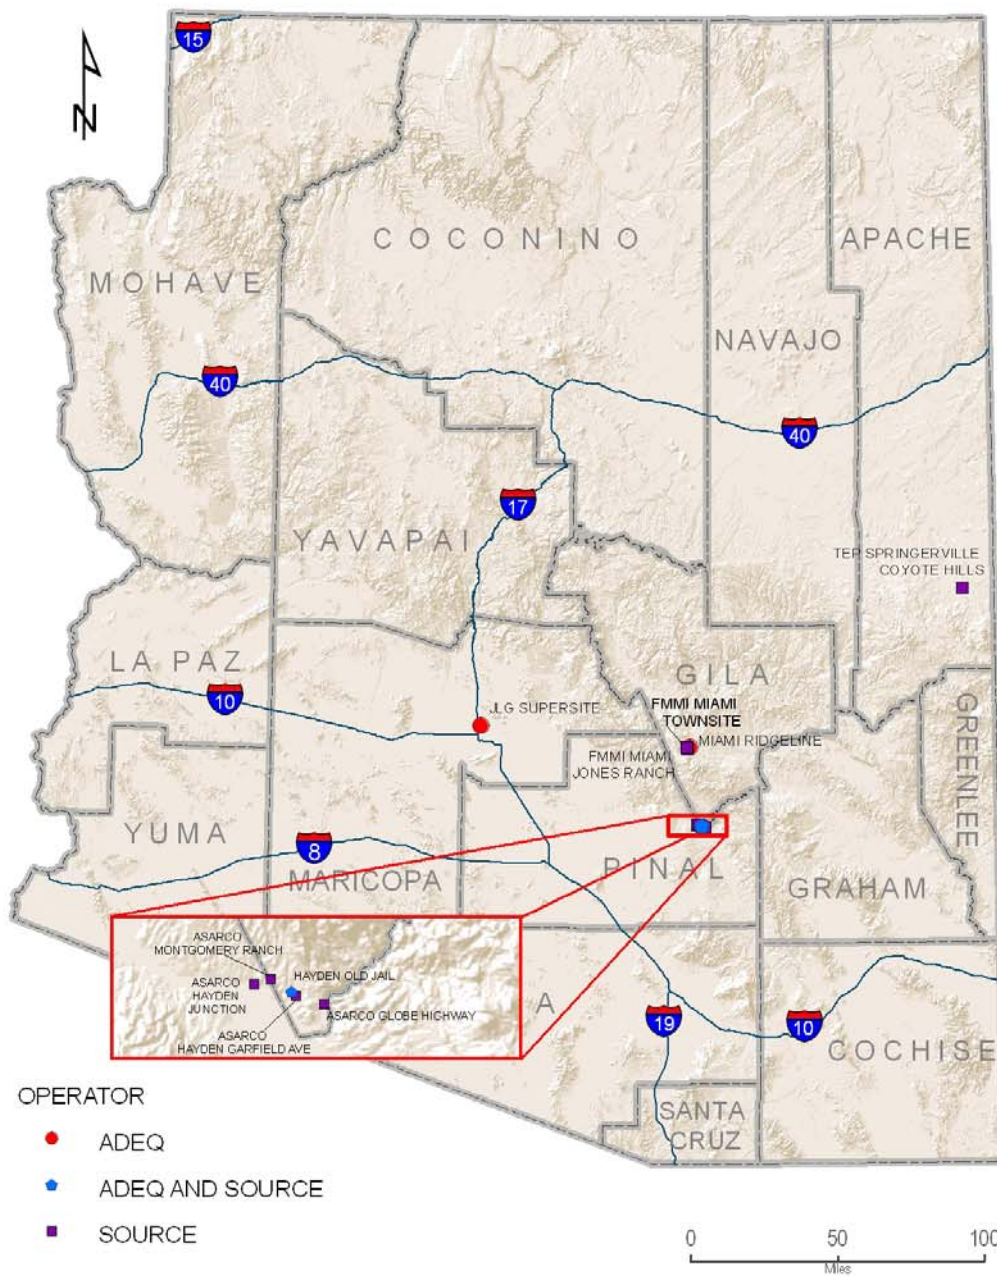 15
N
COCONINO
APACHE
MOHAVE
NAVAJO
40
40
17
YAVAPAI
TEP SPRINGERVILLE
COYOTE HILLS
LA PAZ
GILA
10
JLG SUPERSITE
FMMI MIAMI
TOWNSITE
MIAMI RIDGELINE
FMMI MIAMI
JONES RANCH
GREENLEE
YUMA
8
MARICOPA
PINAL
GRAHAM
ASARCO
MONTGOMERY RANCH
HAYDEN OLD JAIL
ASARCO
HAYDEN
JUNCTION
ASARCO GLOBE HIGHWAY
ASARCO
HAYDEN GARFIELD AVE
A
19
10
COCHISE
SANTA
CRUZ
OPERATOR
ADEQ
ADEQ AND SOURCE
SOURCE
0 50 100
Miles